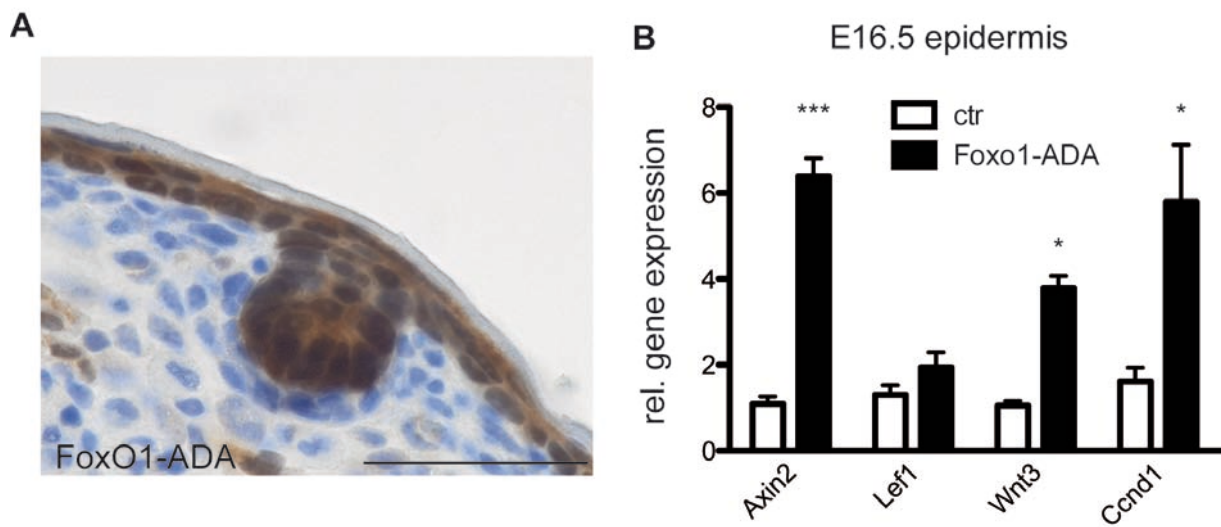 A
FoxO1-ADA
B
E16.5 epidermis
ctr
Foxo1-ADA
rel. gene expression
8
6
4
2
0
***
*
*
Axin2
Lef1
Wnt3
Ccnd1